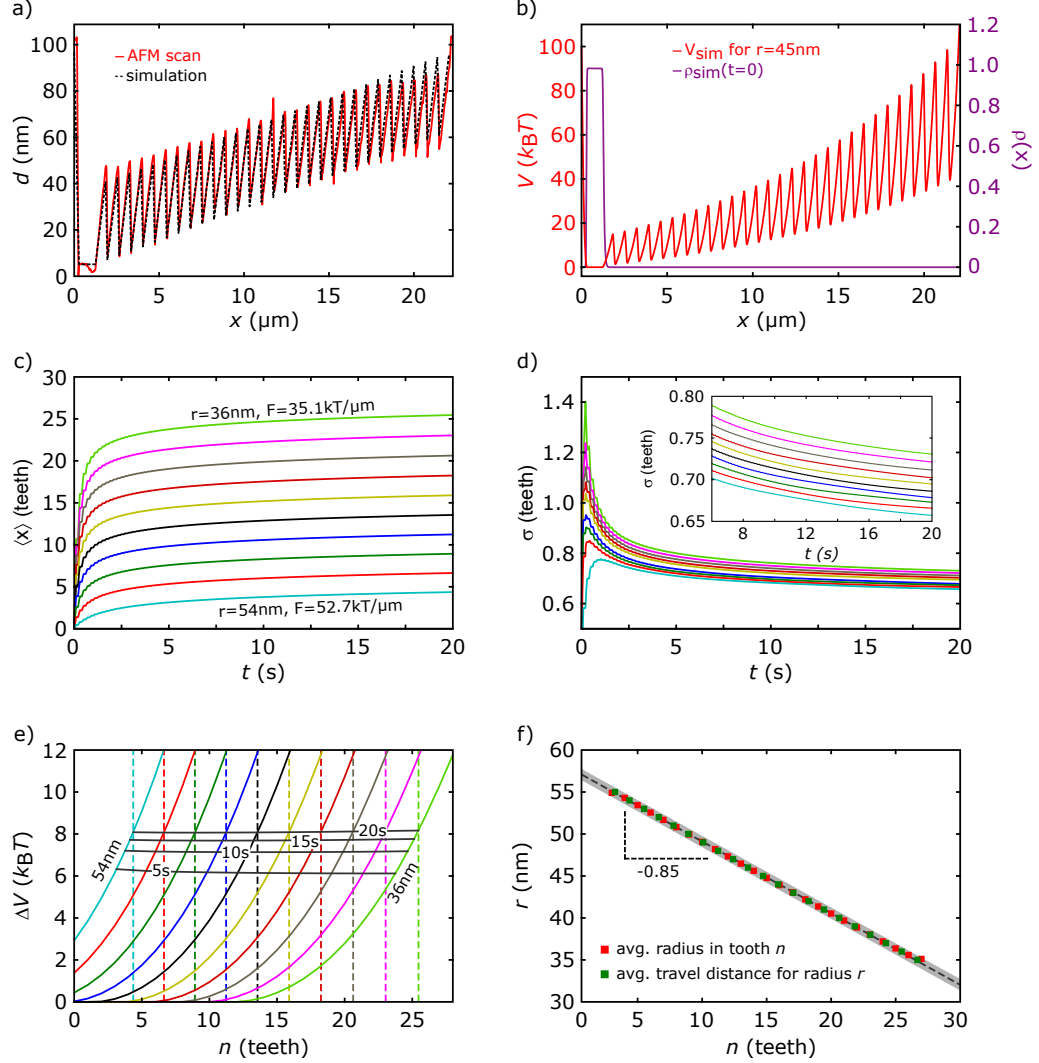 a)
100
80
60
40
20
0
0
5
10
15
20
d (nm)
x (μm)
AFM scan
simulation
b)
100
80
60
40
20
0
0
5
10
15
20
1.2
1.0
0.8
0.6
0.4
0.2
0.0
V (kBT)
ρ(x)
x (μm)
Vsim for r=45nm
ρsim(t=0)
c)
30
25
20
15
10
5
0
0
5
10
15
20
⟨x⟩ (teeth)
t (s)
r=36nm, F=35.1kT/μm
r=54nm, F=52.7kT/μm
d)
1.4
1.2
1.0
0.8
0.6
0
5
10
15
20
σ (teeth)
t (s)
0.80
0.75
0.70
0.65
8
12
16
20
σ (teeth)
t (s)
e)
12
10
8
6
4
2
0
0
5
10
15
20
25
ΔV (kBT)
n (teeth)
54nm
5s
10s
15s
20s
36nm
f)
60
55
50
45
40
35
30
0
5
10
15
20
25
30
r (nm)
n (teeth)
-0.85
avg. radius in tooth n
avg. travel distance for radius r